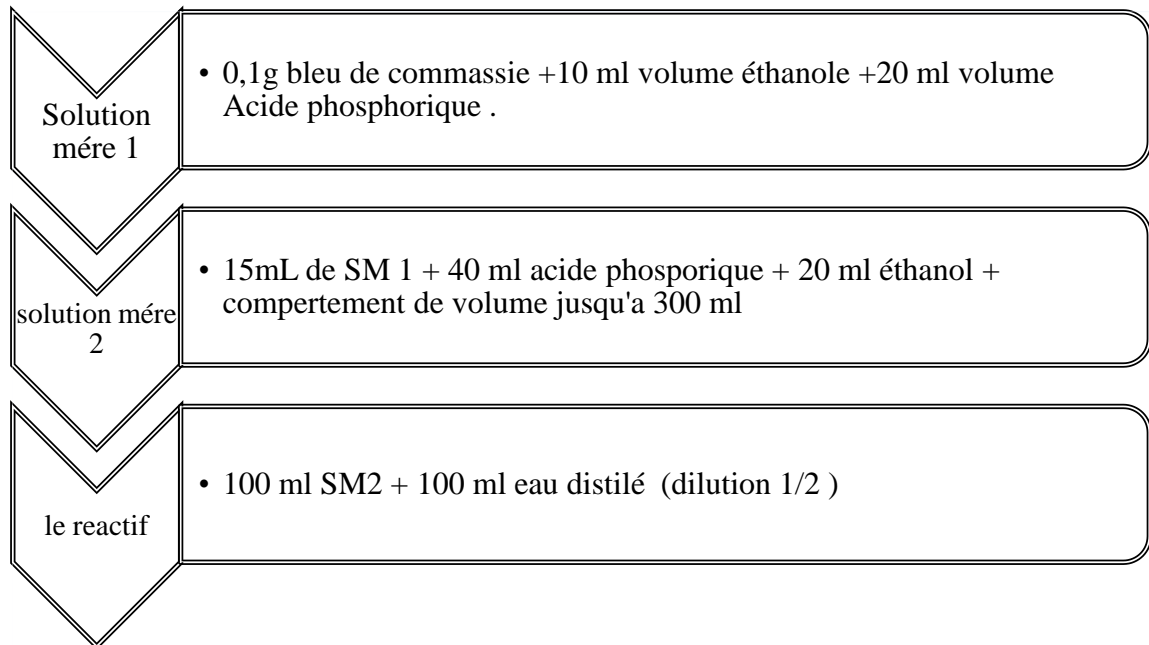 Solution
mére 1
• 0,1g bleu de commassie +10 ml volume éthanole +20 ml volume
Acide phosphorique .
solution mére
2
• 15mL de SM 1 + 40 ml acide phosporique + 20 ml éthanol +
compertement de volume jusqu'a 300 ml
le reactif
• 100 ml SM2 + 100 ml eau distilé (dilution 1/2 )